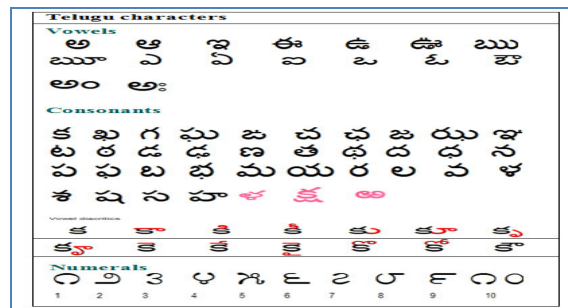 Telugu characters
Vowels
అ ఆ ఇ ఈ ఉ ఊ ఋ
ౠ ఎ ఏ ఐ ఒ ఓ ఔ
అం అః
Consonants
క ఖ గ ఘ ఙ చ ఛ జ ఝ ఞ
ట ఠ డ ఢ ణ త థ ద ధ న
ప ఫ బ భ మ య ర ల వ ళ
శ ష స హ ళ క్ష ఱ
Vowel diacritics
క కా కి కీ కు కూ కృ
కౄ కె కే కై కొ కో కౌ
Numerals
౧ ౨ ౩ ౪ ౫ ౬ ౭ ౮ ౯ ౧౦
1 2 3 4 5 6 7 8 9 10